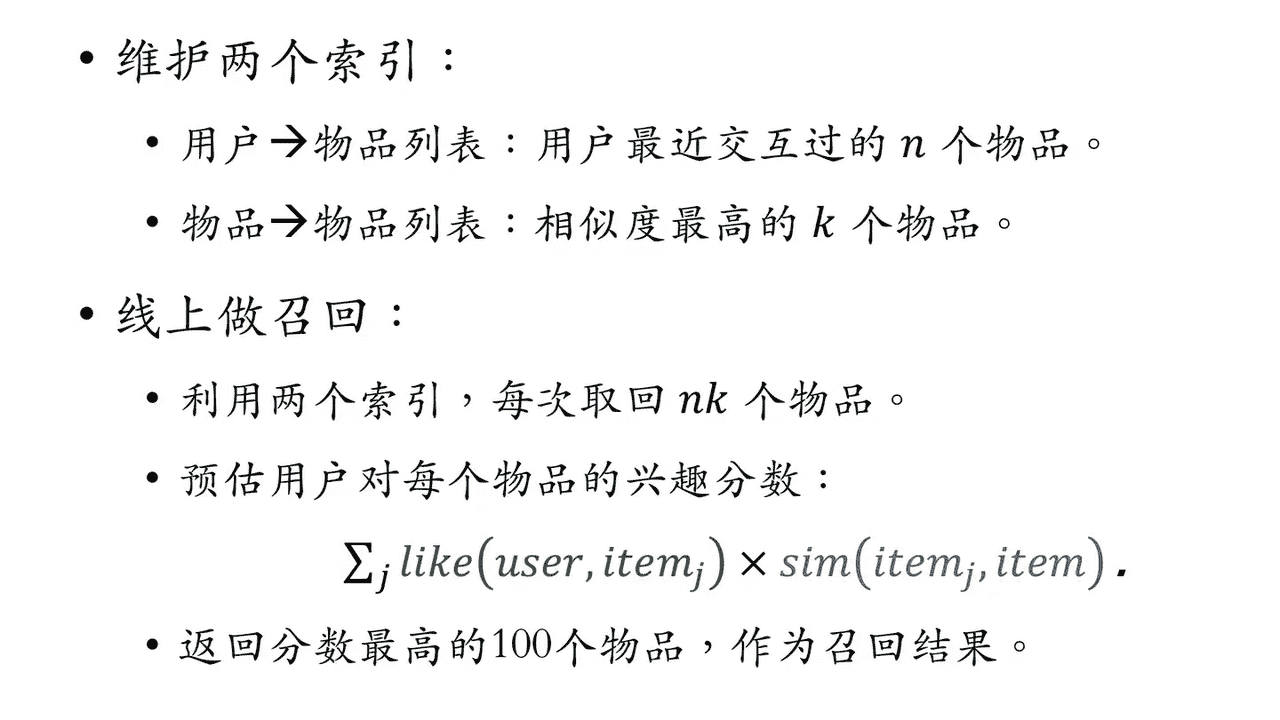 • 维护两个索引：
• 用户→物品列表：用户最近交互过的 n 个物品。
• 物品→物品列表：相似度最高的 k 个物品。
• 线上做召回：
• 利用两个索引，每次取回 nk 个物品。
• 预估用户对每个物品的兴趣分数：
∑_j like(user, item_j) × sim(item_j, item) .
• 返回分数最高的100个物品，作为召回结果。